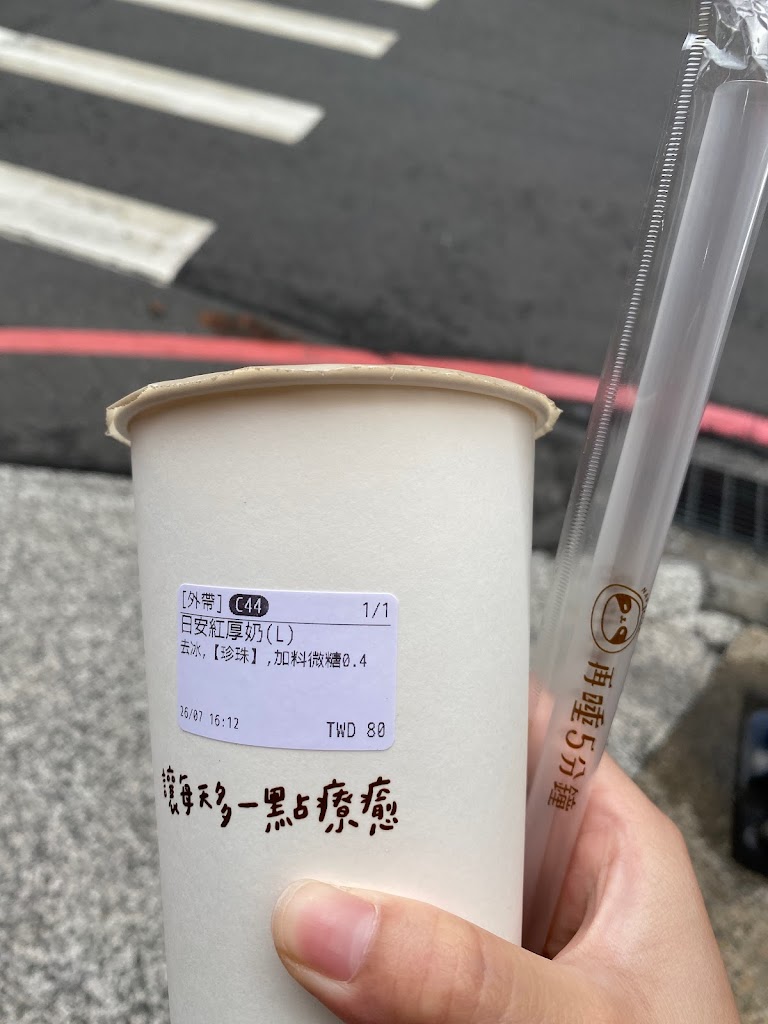 [外帶] C44 1/1
日安紅厚奶(L)
去冰,【珍珠】,加料微糖0.4
26/07 16:12 TWD 80
讓每天多一點療癒
再睡5分鐘